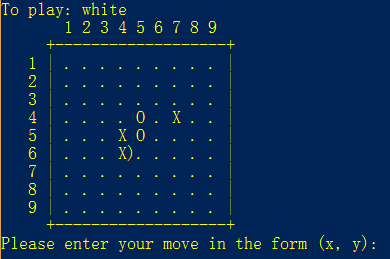 To play: white
1 2 3 4 5 6 7 8 9
+-------------------+
1 | . . . . . . . . . |
2 | . . . . . . . . . |
3 | . . . . . . . . . |
4 | . . . . O . X . . |
5 | . . . X O . . . . |
6 | . . . X). . . . . |
7 | . . . . . . . . . |
8 | . . . . . . . . . |
9 | . . . . . . . . . |
+-------------------+
Please enter your move in the form (x, y):